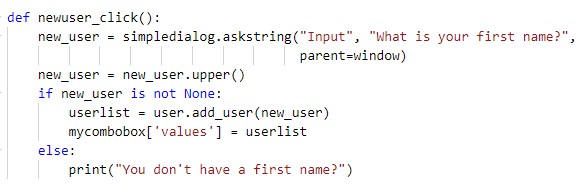 def newuser_click():
    new_user = simpledialog.askstring("Input", "What is your first name?",
                                    parent=window)
    new_user = new_user.upper()
    if new_user is not None:
        userlist = user.add_user(new_user)
        mycombobox['values'] = userlist
    else:
        print("You don't have a first name?")